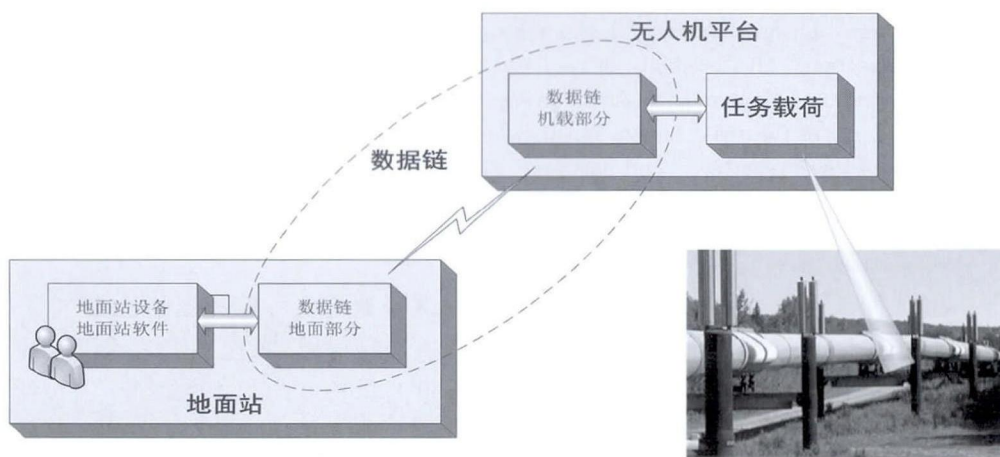 无人机平台
数据链
机载部分
任务载荷
数据链
地面站设备
地面站软件
数据链
地面部分
地面站